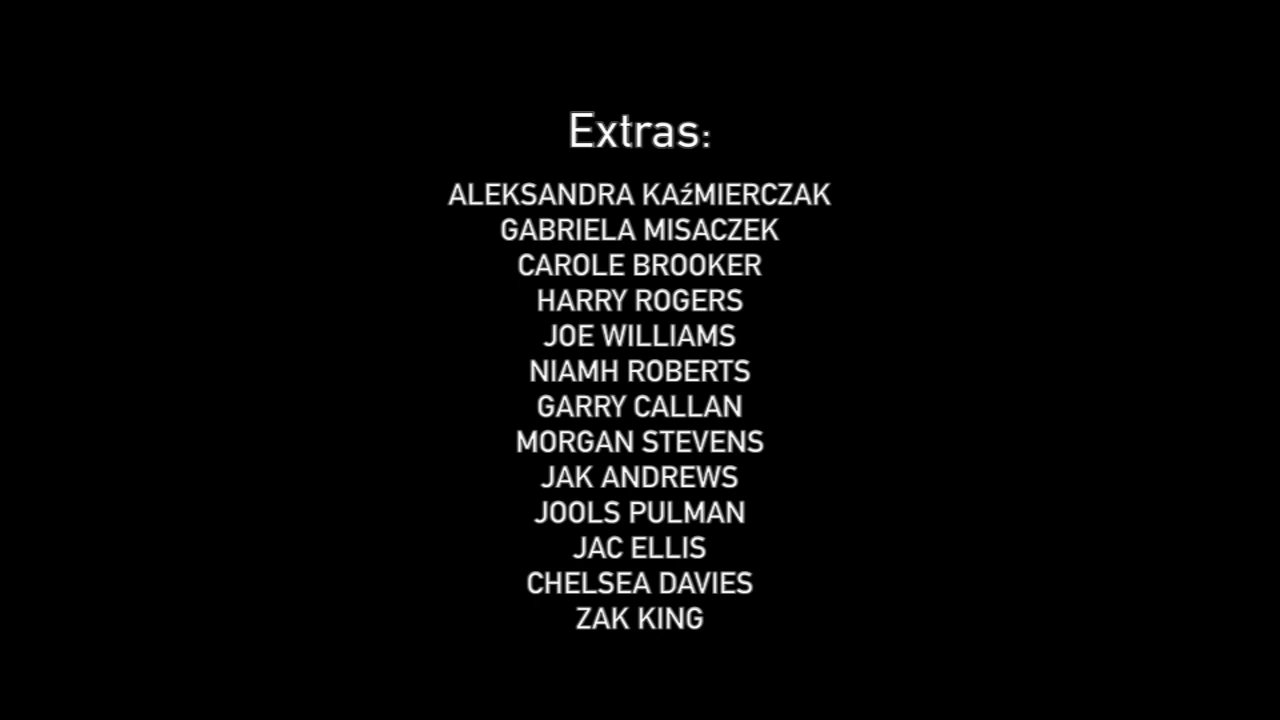 Extras:
ALEKSANDRA KAźMIERCZAK
GABRIELA MISACZEK
CAROLE BROOKER
HARRY ROGERS
JOE WILLIAMS
NIAMH ROBERTS
GARRY CALLAN
MORGAN STEVENS
JAK ANDREWS
JOOLS PULMAN
JAC ELLIS
CHELSEA DAVIES
ZAK KING